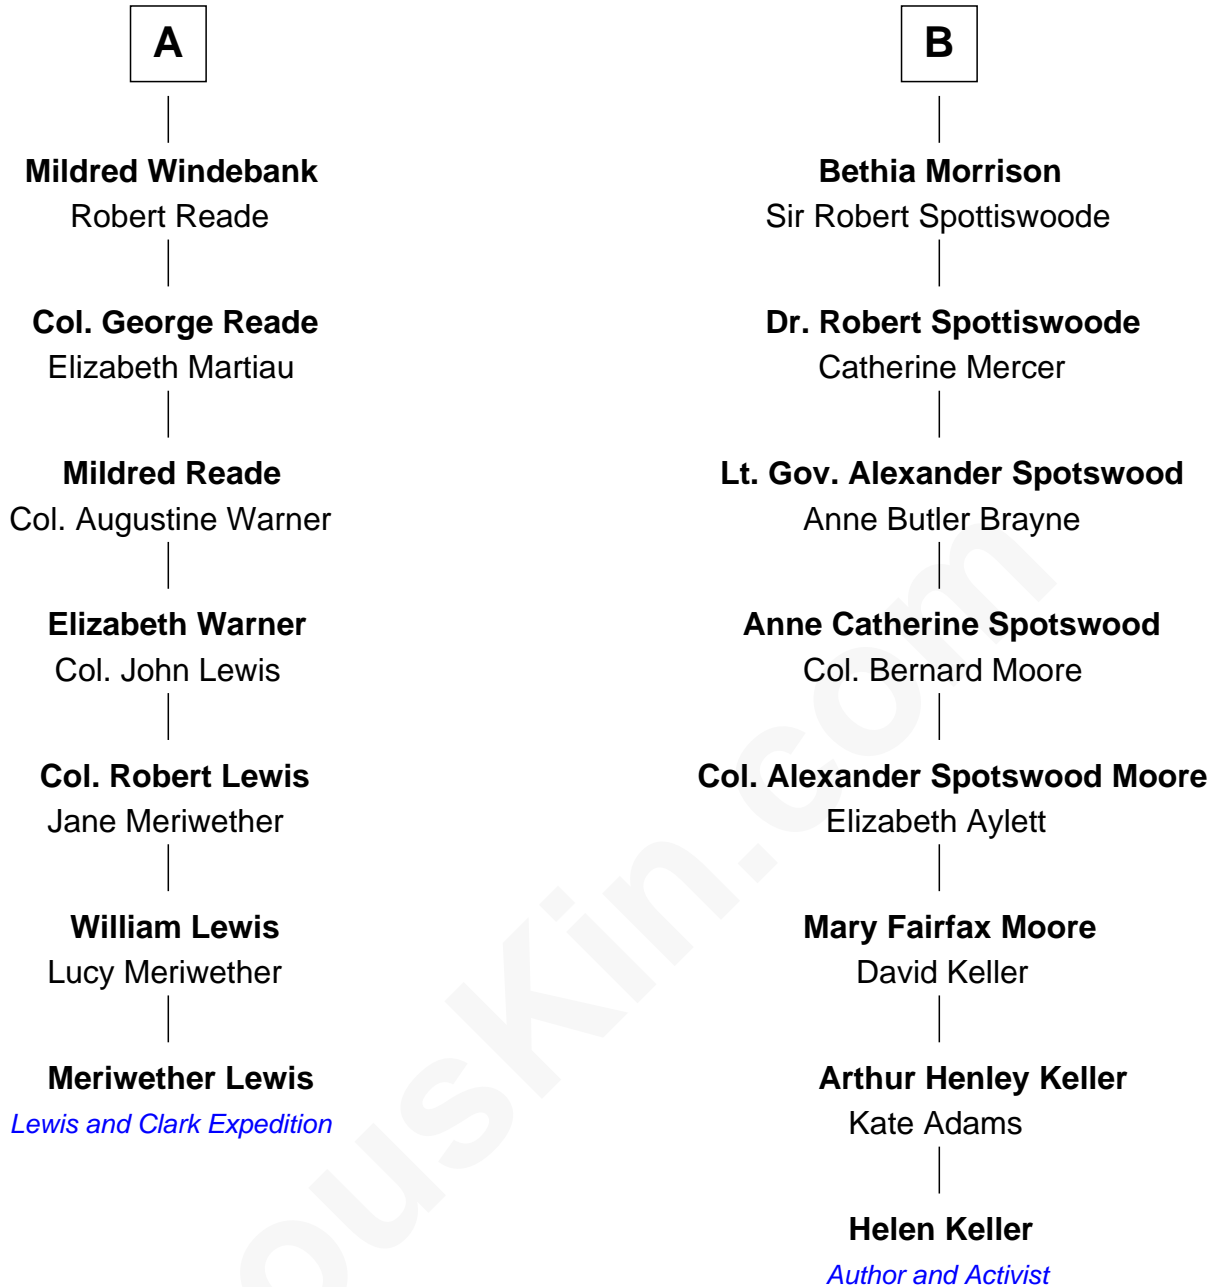 A
Mildred Windebank
Robert Reade
Col. George Reade
Elizabeth Martiau
Mildred Reade
Col. Augustine Warner
Elizabeth Warner
Col. John Lewis
Col. Robert Lewis
Jane Meriwether
William Lewis
Lucy Meriwether
Meriwether Lewis
Lewis and Clark Expedition
B
Bethia Morrison
Sir Robert Spottiswoode
Dr. Robert Spottiswoode
Catherine Mercer
Lt. Gov. Alexander Spotswood
Anne Butler Brayne
Anne Catherine Spotswood
Col. Bernard Moore
Col. Alexander Spotswood Moore
Elizabeth Aylett
Mary Fairfax Moore
David Keller
Arthur Henley Keller
Kate Adams
Helen Keller
Author and Activist
ousKin.com